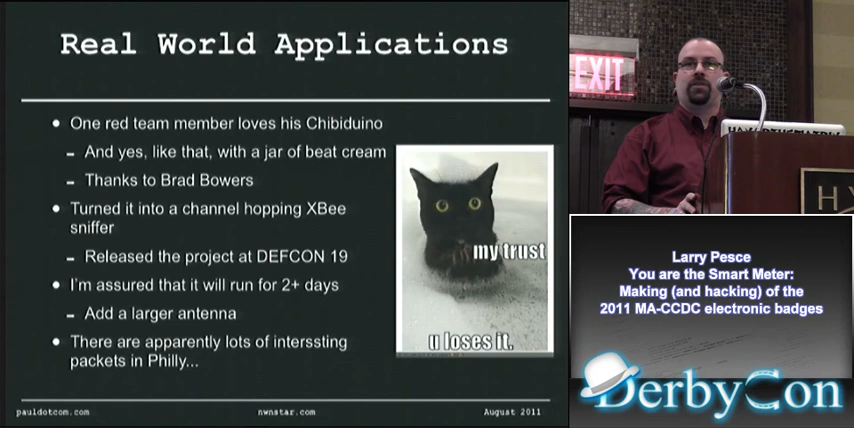 Real World Applications
One red team member loves his Chibiduino
And yes, like that, with a jar of beat cream
Thanks to Brad Bowers
Turned it into a channel hopping XBee
sniffer
Released the project at DEFCON 19
I'm assured that it will run for 2+ days
Add a larger antenna
There are apparently lots of interssting
packets in Philly...
my trust
u loses it.
pauldotcom.com
nwnstar.com
August 2011
EXIT
HY
Larry Pesce
You are the Smart Meter:
Making (and hacking) of the
2011 MA-CCDC electronic badges
DerbyCon